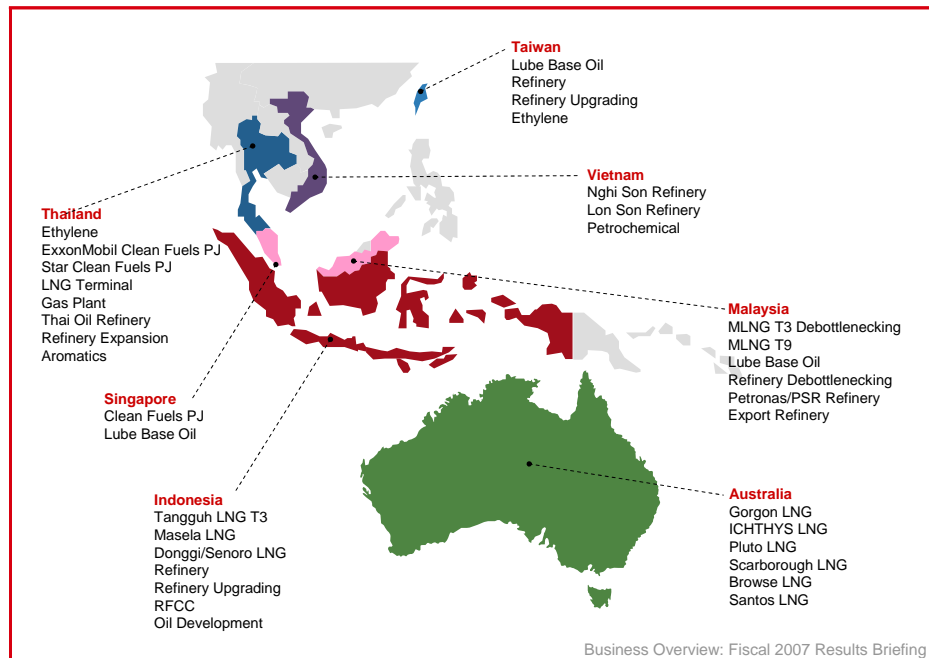 Taiwan
Lube Base Oil
Refinery
Refinery Upgrading
Ethylene
Vietnam
Nghi Son Refinery
Lon Son Refinery
Petrochemical
Thailand
Ethylene
ExxonMobil Clean Fuels PJ
Star Clean Fuels PJ
LNG Terminal
Gas Plant
Thai Oil Refinery
Refinery Expansion
Aromatics
Malaysia
MLNG T3 Debottlenecking
MLNG T9
Lube Base Oil
Refinery Debottlenecking
Petronas/PSR Refinery
Export Refinery
Singapore
Clean Fuels PJ
Lube Base Oil
Indonesia
Tangguh LNG T3
Masela LNG
Donggi/Senoro LNG
Refinery
Refinery Upgrading
RFCC
Oil Development
Australia
Gorgon LNG
ICHTHYS LNG
Pluto LNG
Scarborough LNG
Browse LNG
Santos LNG
Business Overview: Fiscal 2007 Results Briefing